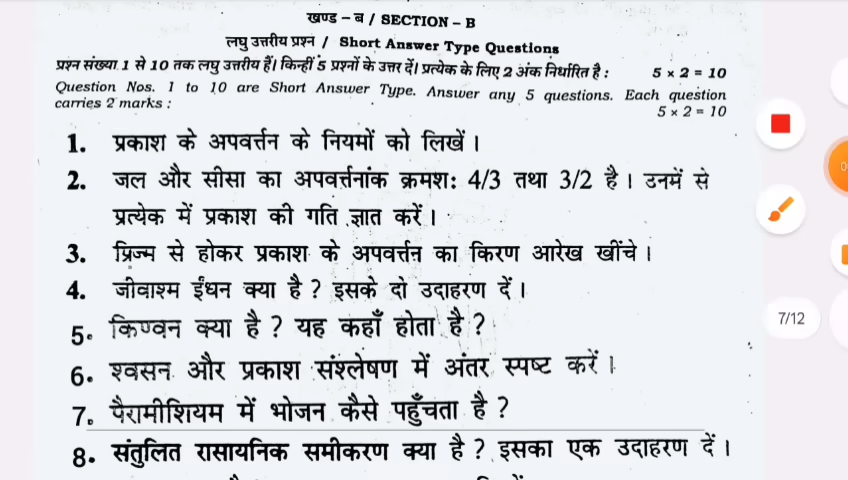 खण्ड – ब / SECTION – B
लघु उत्तरीय प्रश्न / Short Answer Type Questions
प्रश्न संख्या 1 से 10 तक लघु उत्तरीय हैं। किन्हीं 5 प्रश्नों के उत्तर दें। प्रत्येक के लिए 2 अंक निर्धारित है : 5 × 2 = 10
Question Nos. 1 to 10 are Short Answer Type. Answer any 5 questions. Each question
carries 2 marks : 5 × 2 = 10
1. प्रकाश के अपवर्त्तन के नियमों को लिखें ।
2. जल और सीसा का अपवर्त्तनांक क्रमश: 4/3 तथा 3/2 है । उनमें से
प्रत्येक में प्रकाश की गति ज्ञात करें ।
3. प्रिज्म से होकर प्रकाश के अपवर्त्तन का किरण आरेख खींचे ।
4. जीवाश्म ईंधन क्या है ? इसके दो उदाहरण दें ।
5. किण्वन क्या है ? यह कहाँ होता है ?
6. श्वसन और प्रकाश संश्लेषण में अंतर स्पष्ट करें ।
7. पैरामीशियम में भोजन कैसे पहुँचता है ?
8. संतुलित रासायनिक समीकरण क्या है ? इसका एक उदाहरण दें ।
7/12